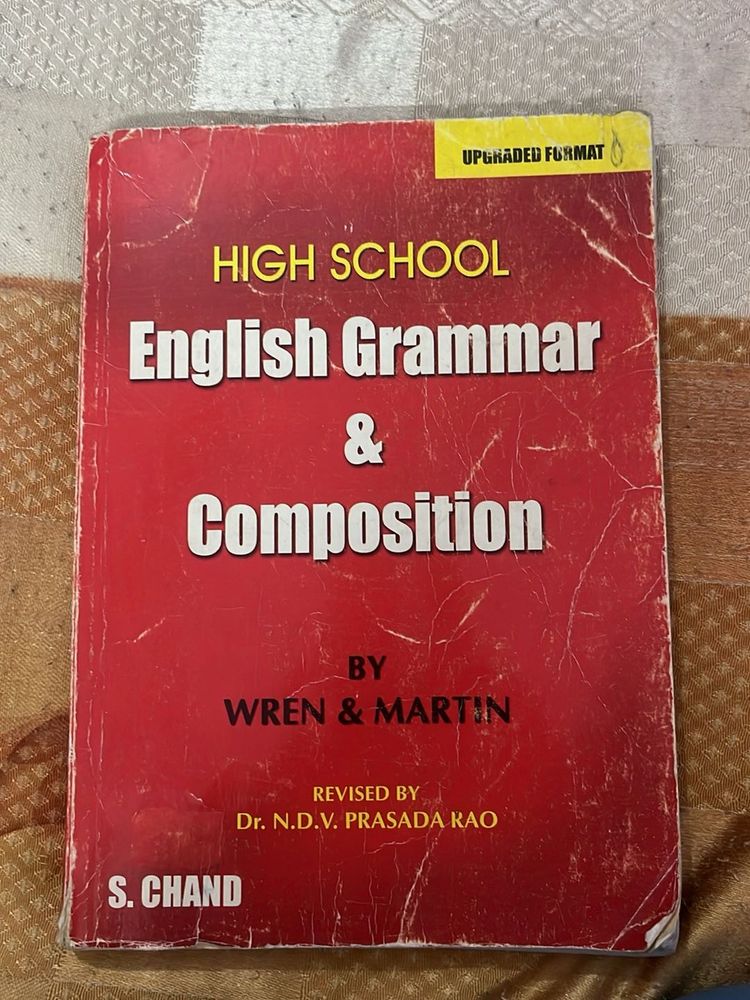 UPGRADED FORMAT
HIGH SCHOOL
English Grammar
&
Composition
BY
WREN & MARTIN
REVISED BY
Dr. N.D.V. PRASADA RAO
S. CHAND